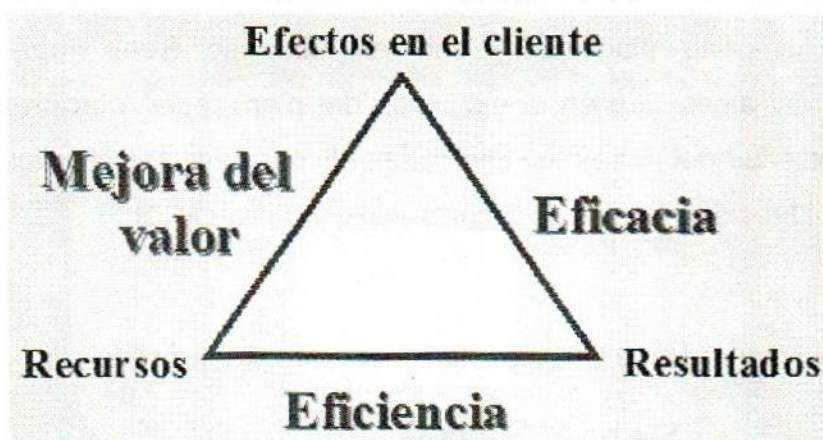 Efectos en el cliente
Mejora del
valor
Eficacia
Recursos
Resultados
Eficiencia